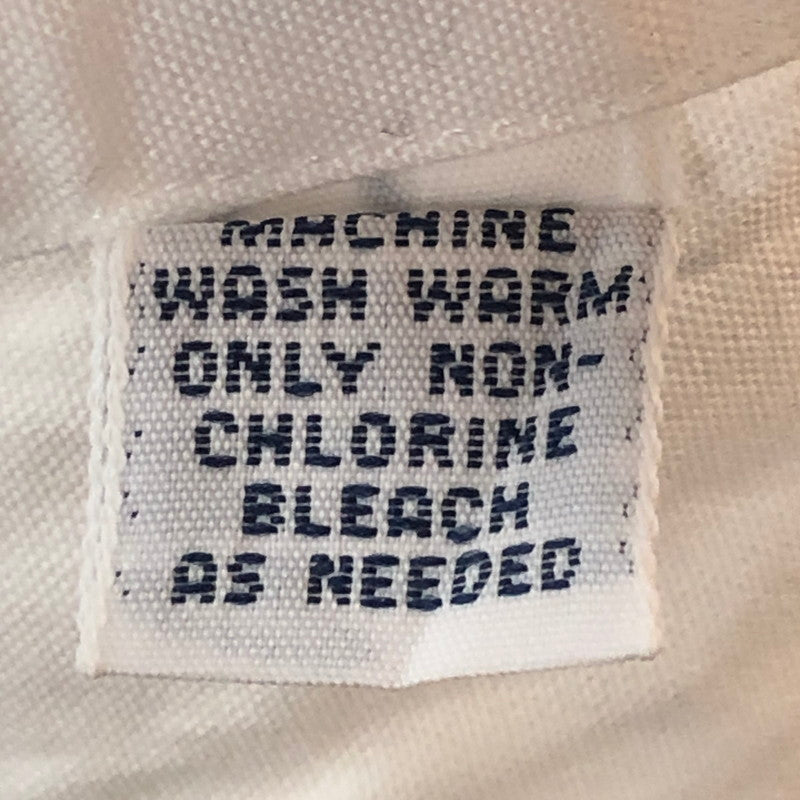 MACHINE
WASH WARM
ONLY NON-
CHLORINE
BLEACH
AS NEEDED